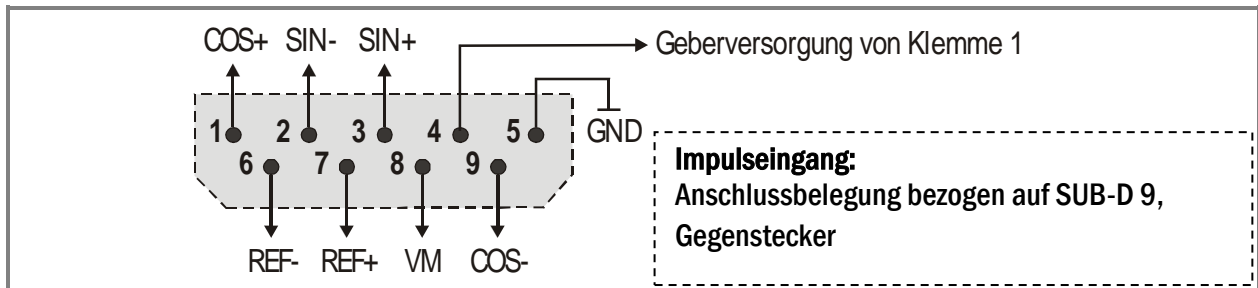 COS+ SIN- SIN+
Geberversorgung von Klemme 1
1 2 3 4 5
GND
6 7 8 9
REF- REF+ VM COS-
Impulseingang:
Anschlussbelegung bezogen auf SUB-D 9,
Gegenstecker